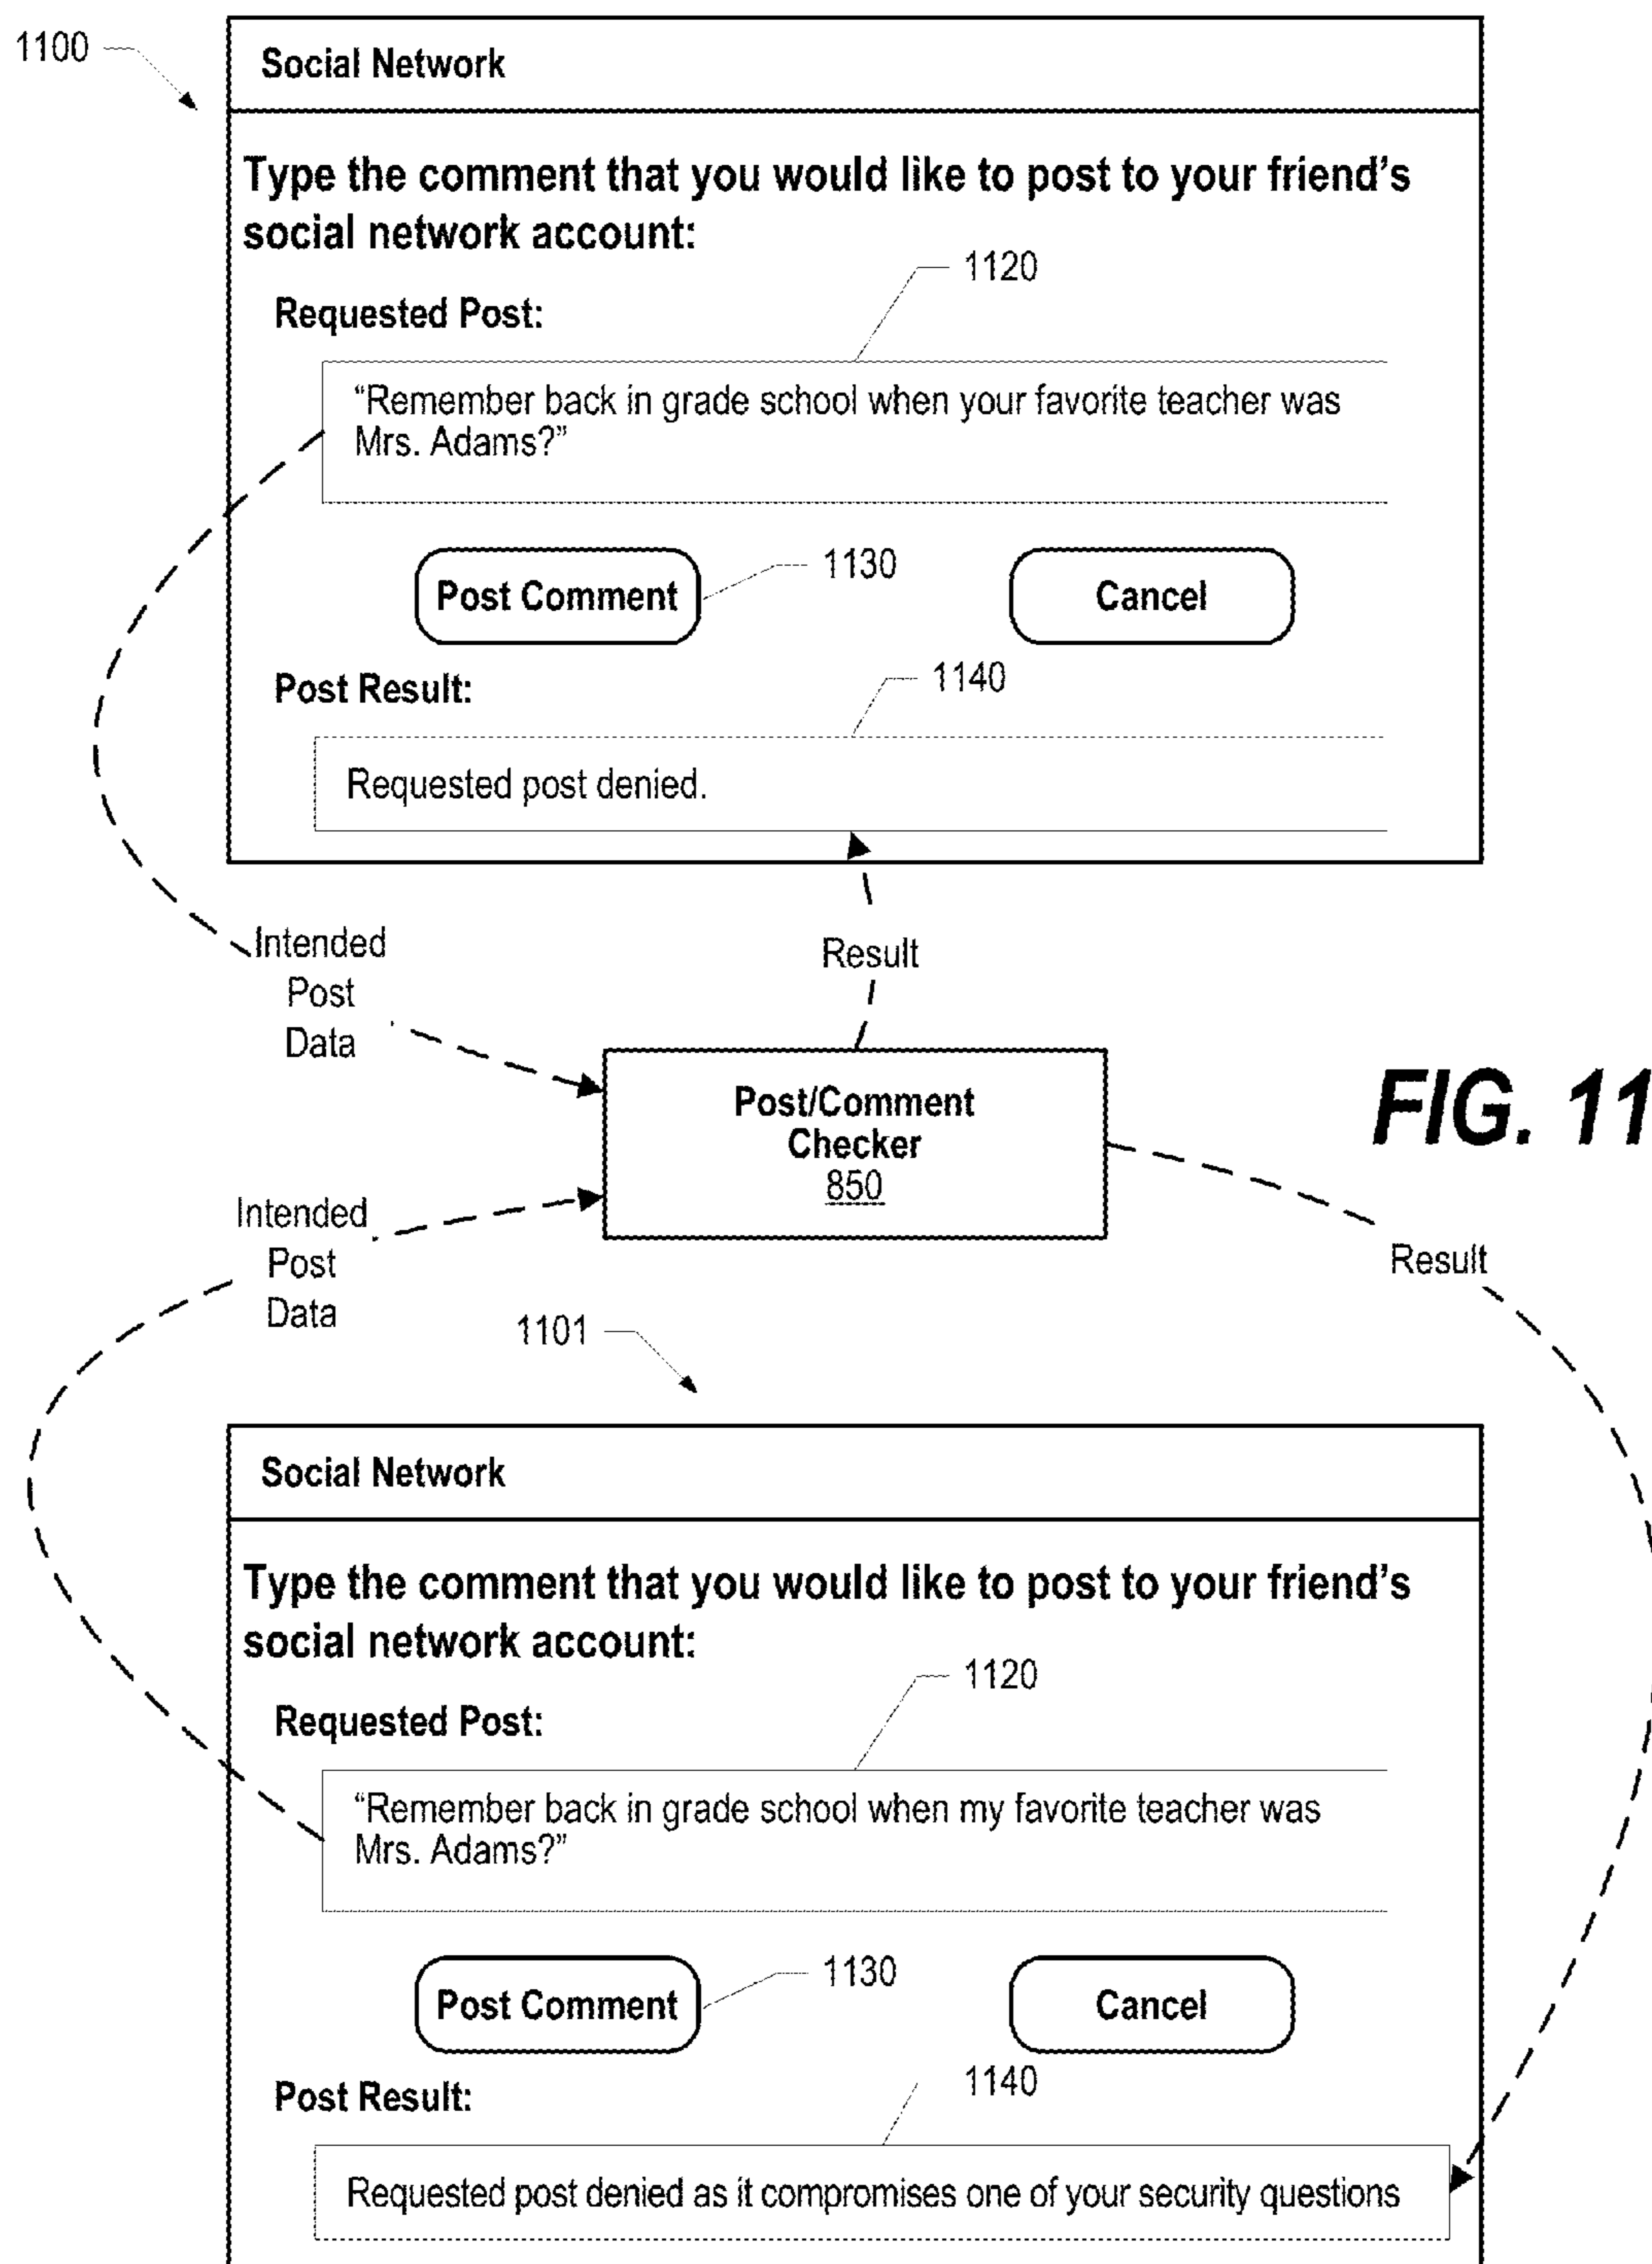 1100
Social Network
Type the comment that you would like to post to your friend's
social network account:
1120
Requested Post:
“Remember back in grade school when your favorite teacher was
Mrs. Adams?”
1130
Post Comment
Cancel
1140
Post Result:
Requested post denied.
Intended
Post
Data
Result
Post/Comment
Checker
850
FIG. 11
Intended
Post
Data
Result
1101
Social Network
Type the comment that you would like to post to your friend's
social network account:
1120
Requested Post:
“Remember back in grade school when my favorite teacher was
Mrs. Adams?”
1130
Post Comment
Cancel
1140
Post Result:
Requested post denied as it compromises one of your security questions